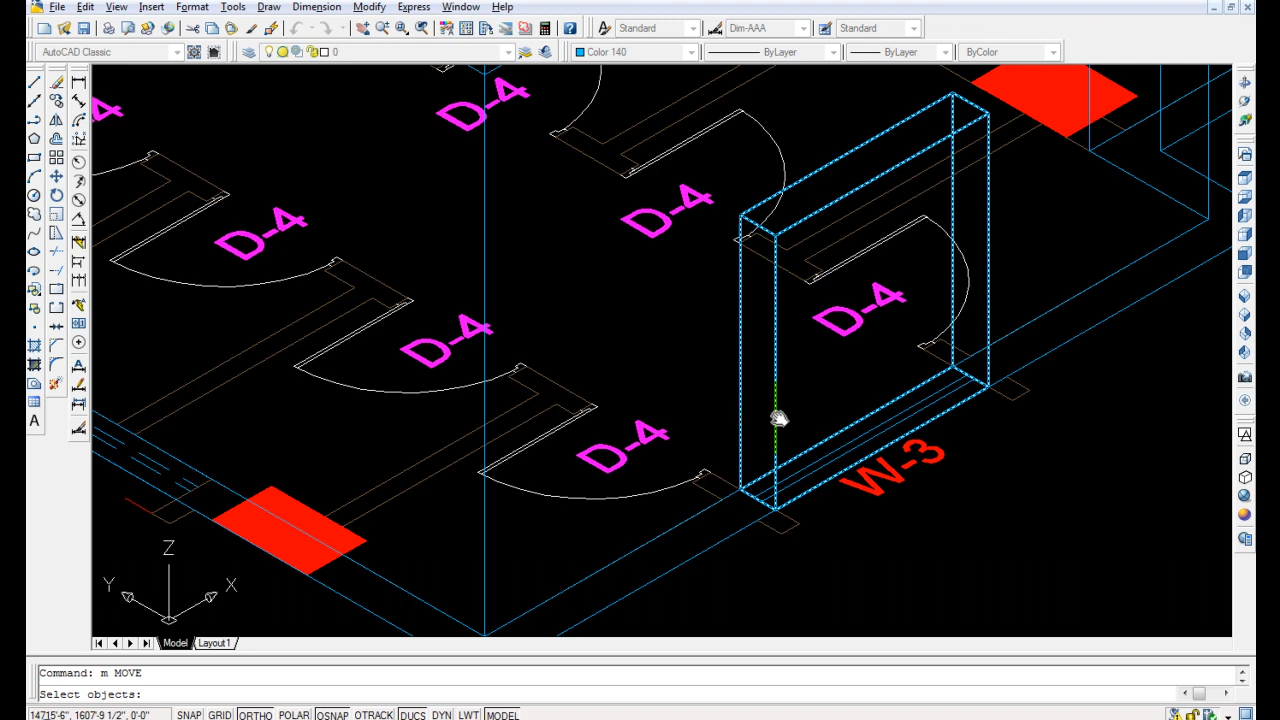 File Edit View Insert Format Tools Draw Dimension Modify Express Window Help
Standard Dim-AAA Standard
AutoCAD Classic 0 Color 140 ByLayer ByLayer ByColor
D-4
D-4
D-4
D-4
D-4
D-4
D-4
W-3
A
Z
Y X
Model Layout1
Command: m MOVE
Select objects:
14715'-6", 1607'-9 1/2", 0'-0" SNAP GRID ORTHO POLAR OSNAP OTRACK DUCS DYN LWT MODEL